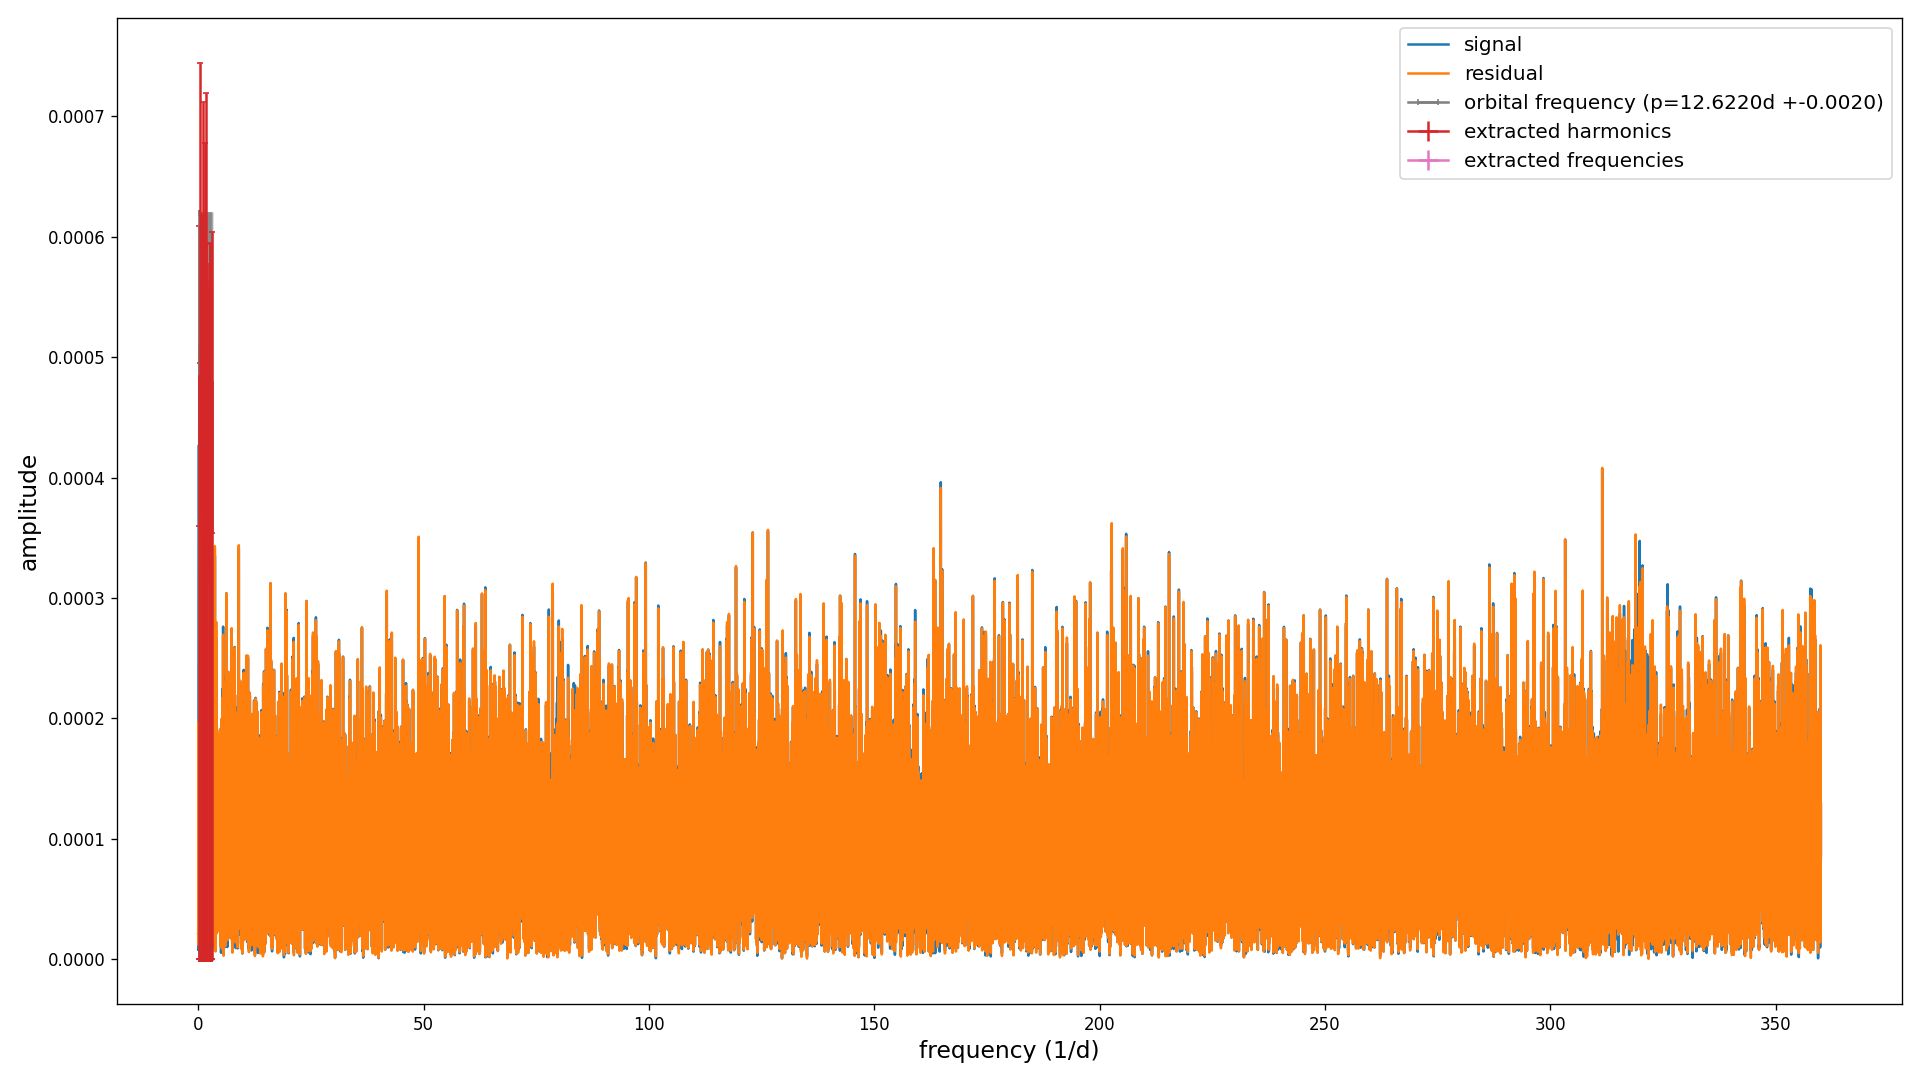 signal
residual
orbital frequency (p=12.6220d +-0.0020)
extracted harmonics
extracted frequencies
0.0007
0.0006
0.0005
0.0004
0.0003
0.0002
0.0001
0.0000
amplitude
0 50 100 150 200 250 300 350
frequency (1/d)